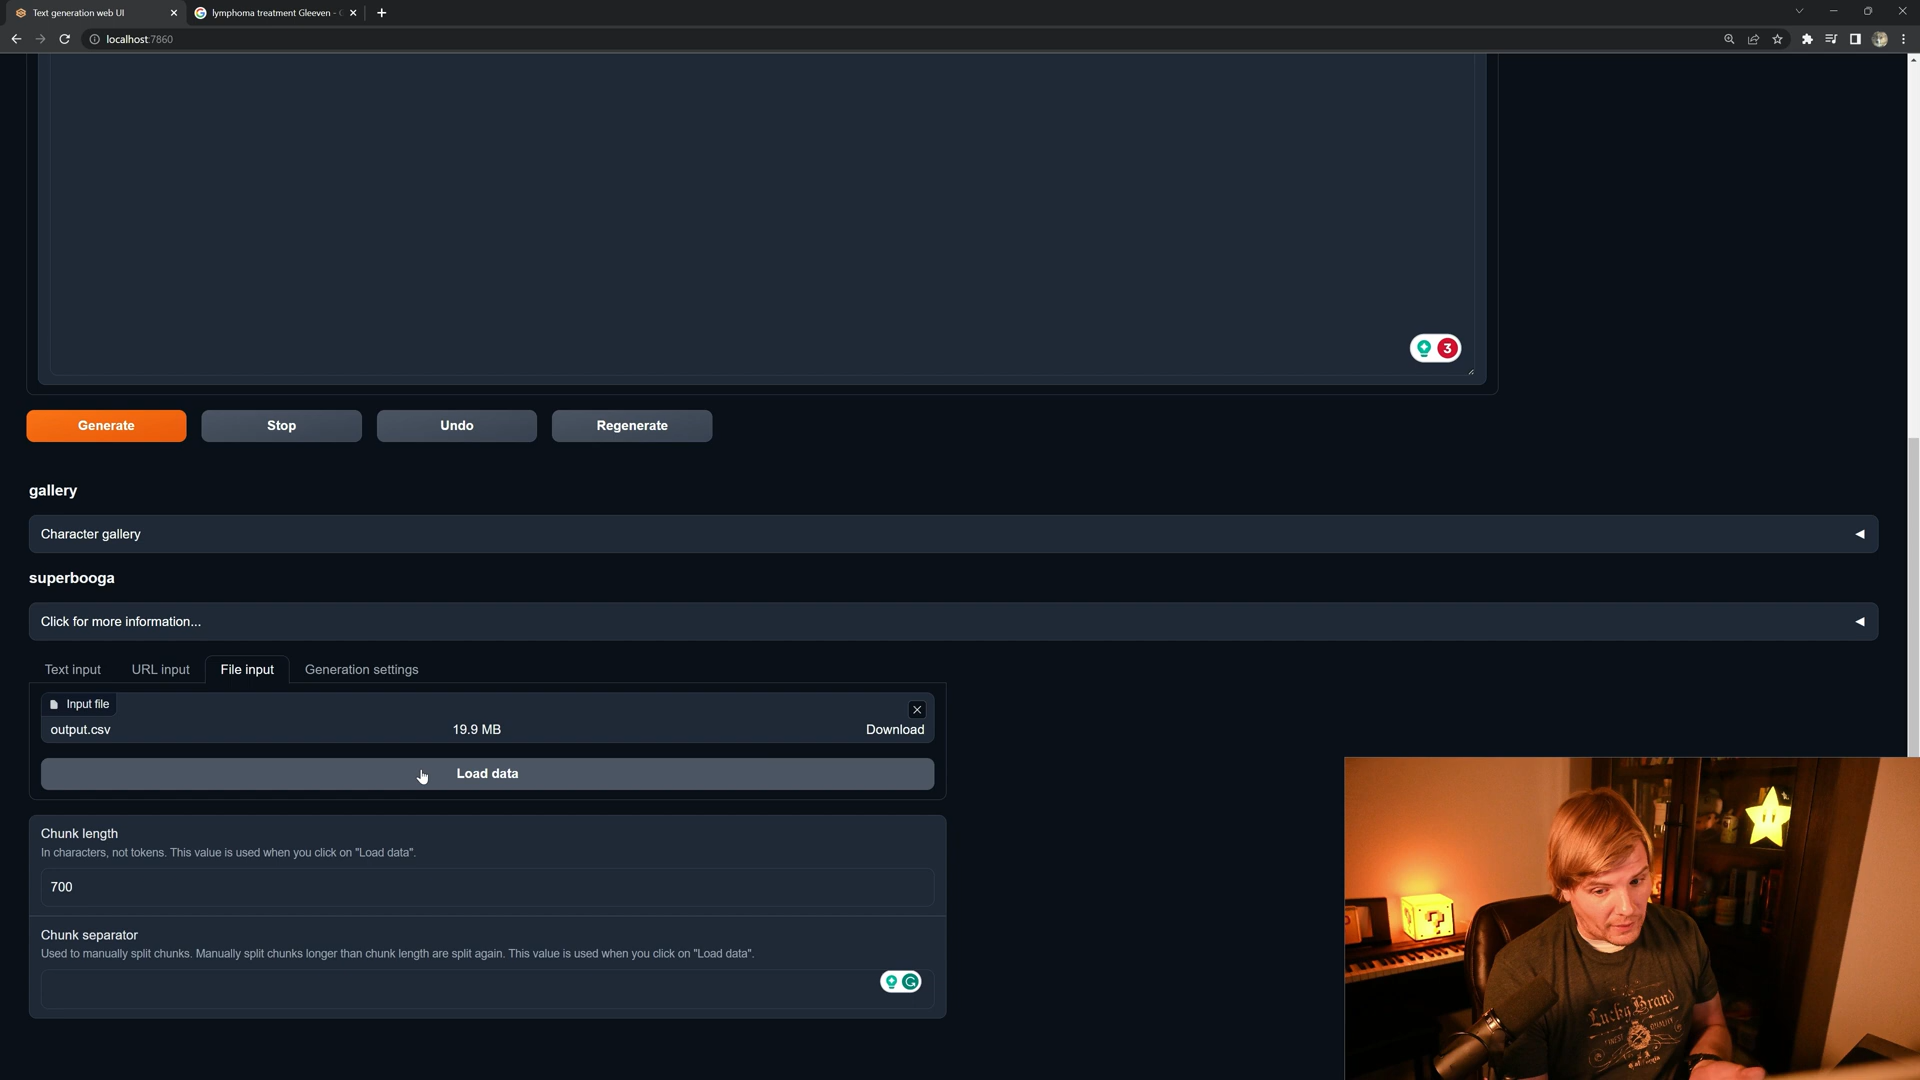 Text generation web UI
lymphoma treatment Gleeven -
localhost:7860
3
Generate
Stop
Undo
Regenerate
gallery
Character gallery
superbooga
Click for more information...
Text input
URL input
File input
Generation settings
Input file
output.csv
19.9 MB
Download
Load data
Chunk length
In characters, not tokens. This value is used when you click on "Load data".
700
Chunk separator
Used to manually split chunks. Manually split chunks longer than chunk length are split again. This value is used when you click on "Load data".
Lucky Brand